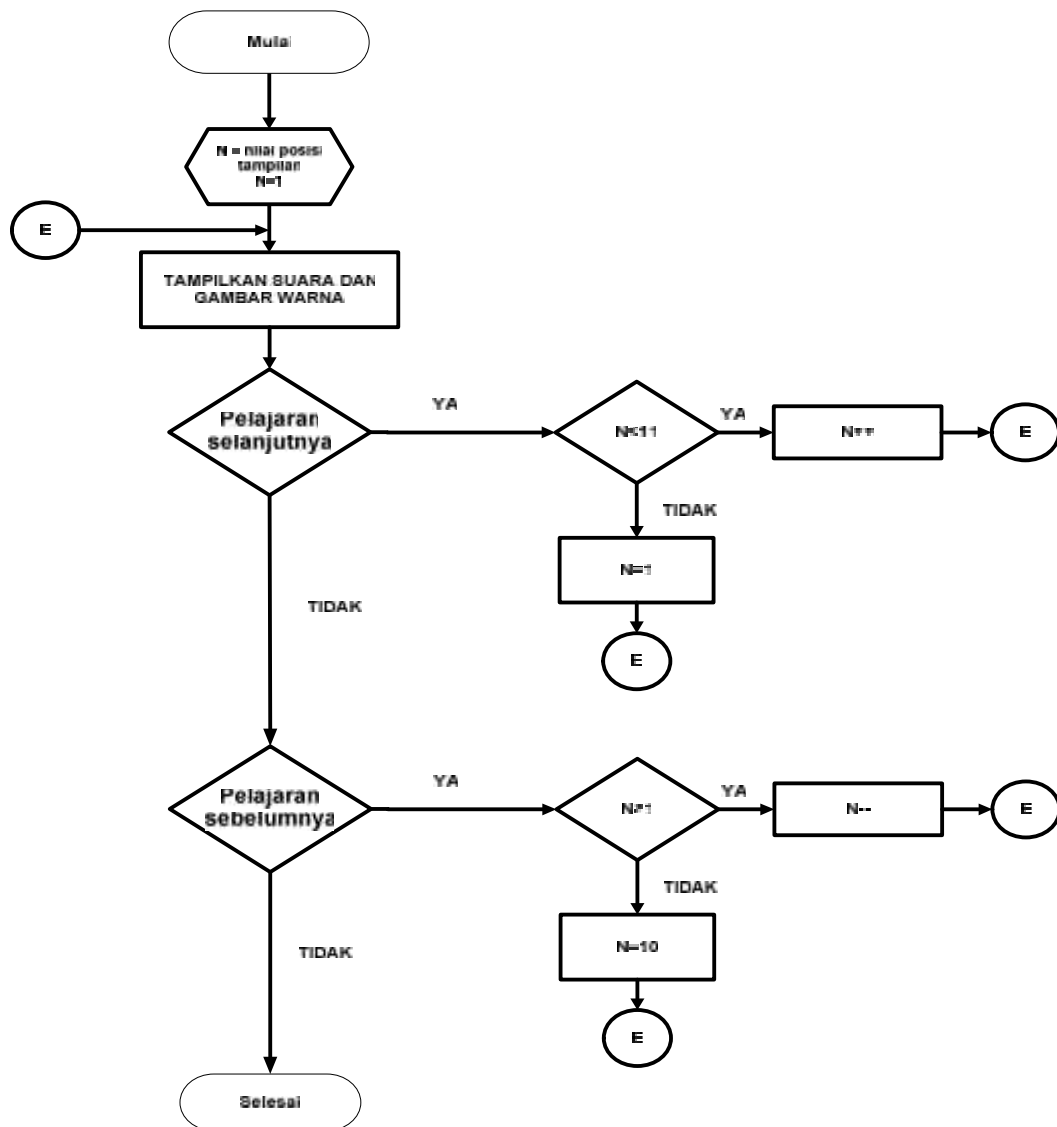 Mulai
N = nilai posisi
tampilan
N=1
E
TAMPILKAN SUARA DAN
GAMBAR WARNA
Pelajaran
selanjutnya
YA
N<11
YA
N++
E
TIDAK
N=1
E
TIDAK
Pelajaran
sebelumnya
YA
YA
N--
E
TIDAK
N=10
E
TIDAK
Selesai